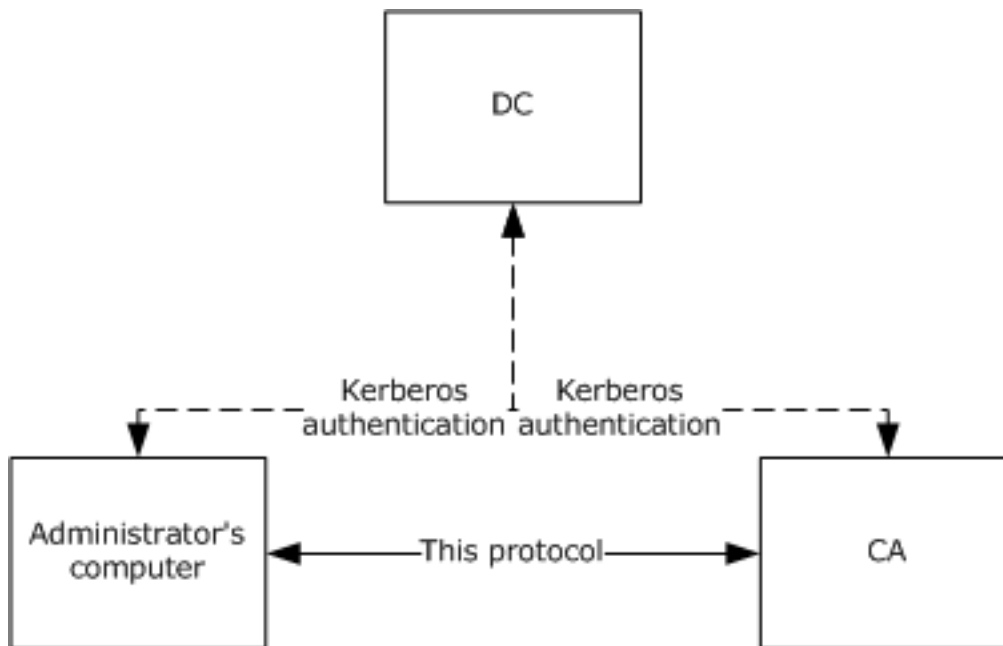 DC
Kerberos
authentication
Kerberos
authentication
Administrator's
computer
This protocol
CA